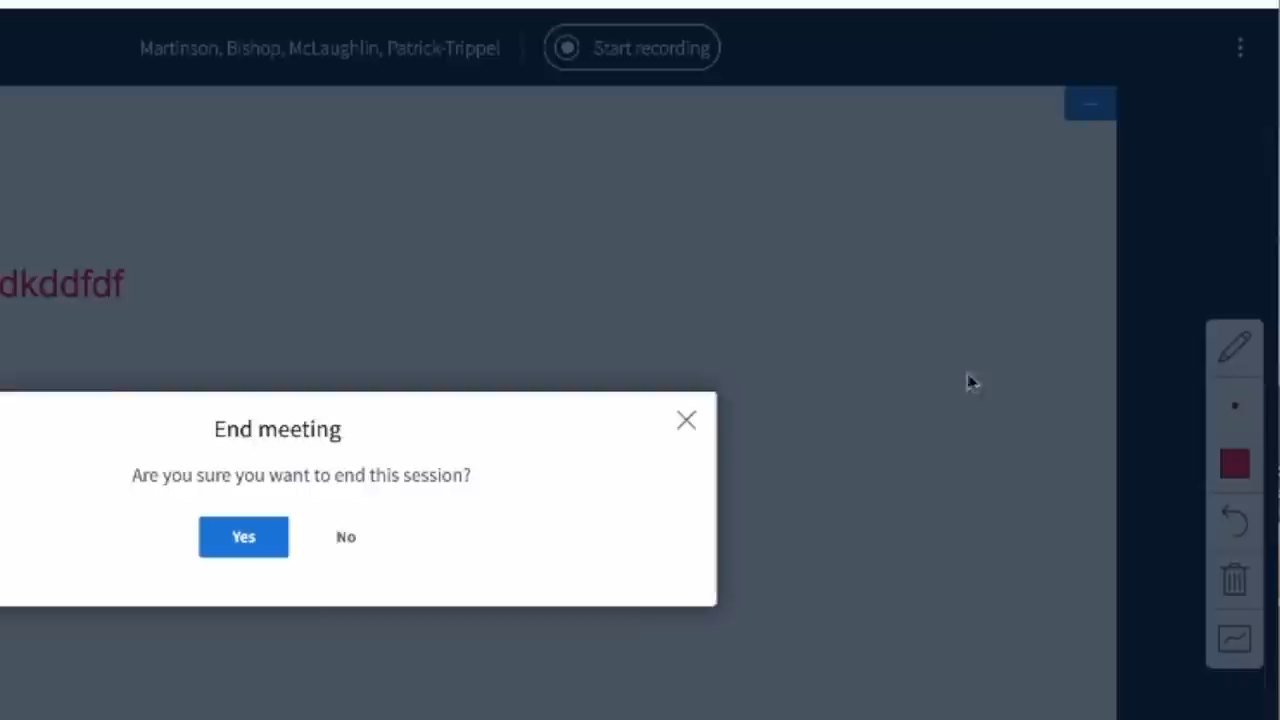 Martinson, Bishop, McLaughlin, Patrick-Trippel
Start recording
dkddfdf
End meeting
Are you sure you want to end this session?
Yes
No